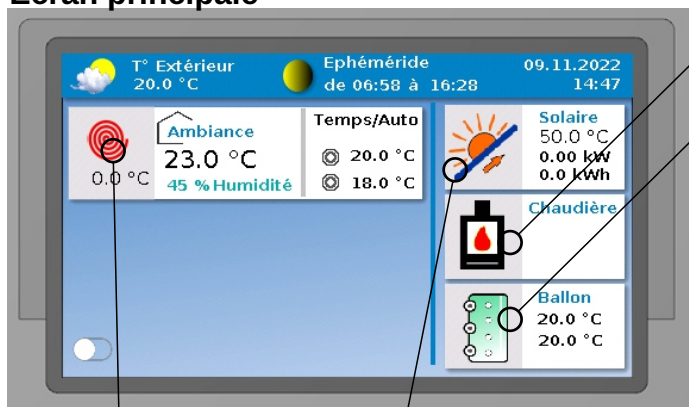 Ecran principale
T° Extérieur
20.0 °C
Ephéméride
de 06:58 à 16:28
09.11.2022
14:47
0.0 °C
Ambiance
23.0 °C
45 % Humidité
Temps/Auto
20.0 °C
18.0 °C
Solaire
50.0 °C
0.00 kW
0.0 kWh
Chaudière
Ballon
20.0 °C
20.0 °C